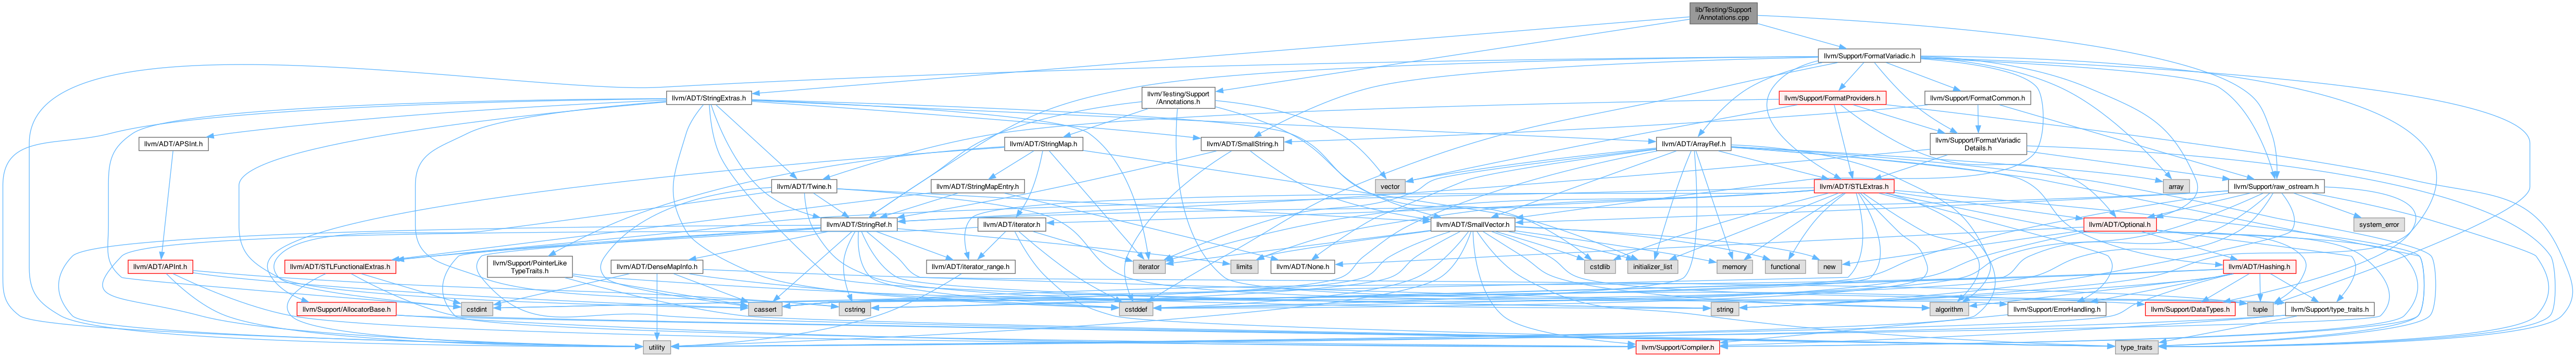 lib/Testing/Support
/Annotations.cpp
llvm/Support/FormatVariadic.h
llvm/ADT/StringExtras.h
llvm/Testing/Support
/Annotations.h
llvm/Support/FormatProviders.h
llvm/Support/FormatCommon.h
llvm/ADT/APSInt.h
llvm/ADT/StringMap.h
llvm/ADT/SmallString.h
llvm/ADT/ArrayRef.h
llvm/Support/FormatVariadic
Details.h
llvm/ADT/Twine.h
llvm/ADT/StringMapEntry.h
vector
llvm/ADT/STLExtras.h
array
llvm/Support/raw_ostream.h
llvm/ADT/StringRef.h
llvm/ADT/iterator.h
llvm/ADT/SmallVector.h
llvm/ADT/Optional.h
system_error
llvm/ADT/APInt.h
llvm/ADT/STLFunctionalExtras.h
llvm/Support/PointerLike
TypeTraits.h
llvm/ADT/DenseMapInfo.h
llvm/ADT/iterator_range.h
iterator
limits
llvm/ADT/None.h
cstdlib
initializer_list
memory
functional
new
llvm/ADT/Hashing.h
llvm/Support/AllocatorBase.h
cstdint
cassert
cstring
cstddef
string
algorithm
llvm/Support/ErrorHandling.h
llvm/Support/DataTypes.h
tuple
llvm/Support/type_traits.h
utility
llvm/Support/Compiler.h
type_traits